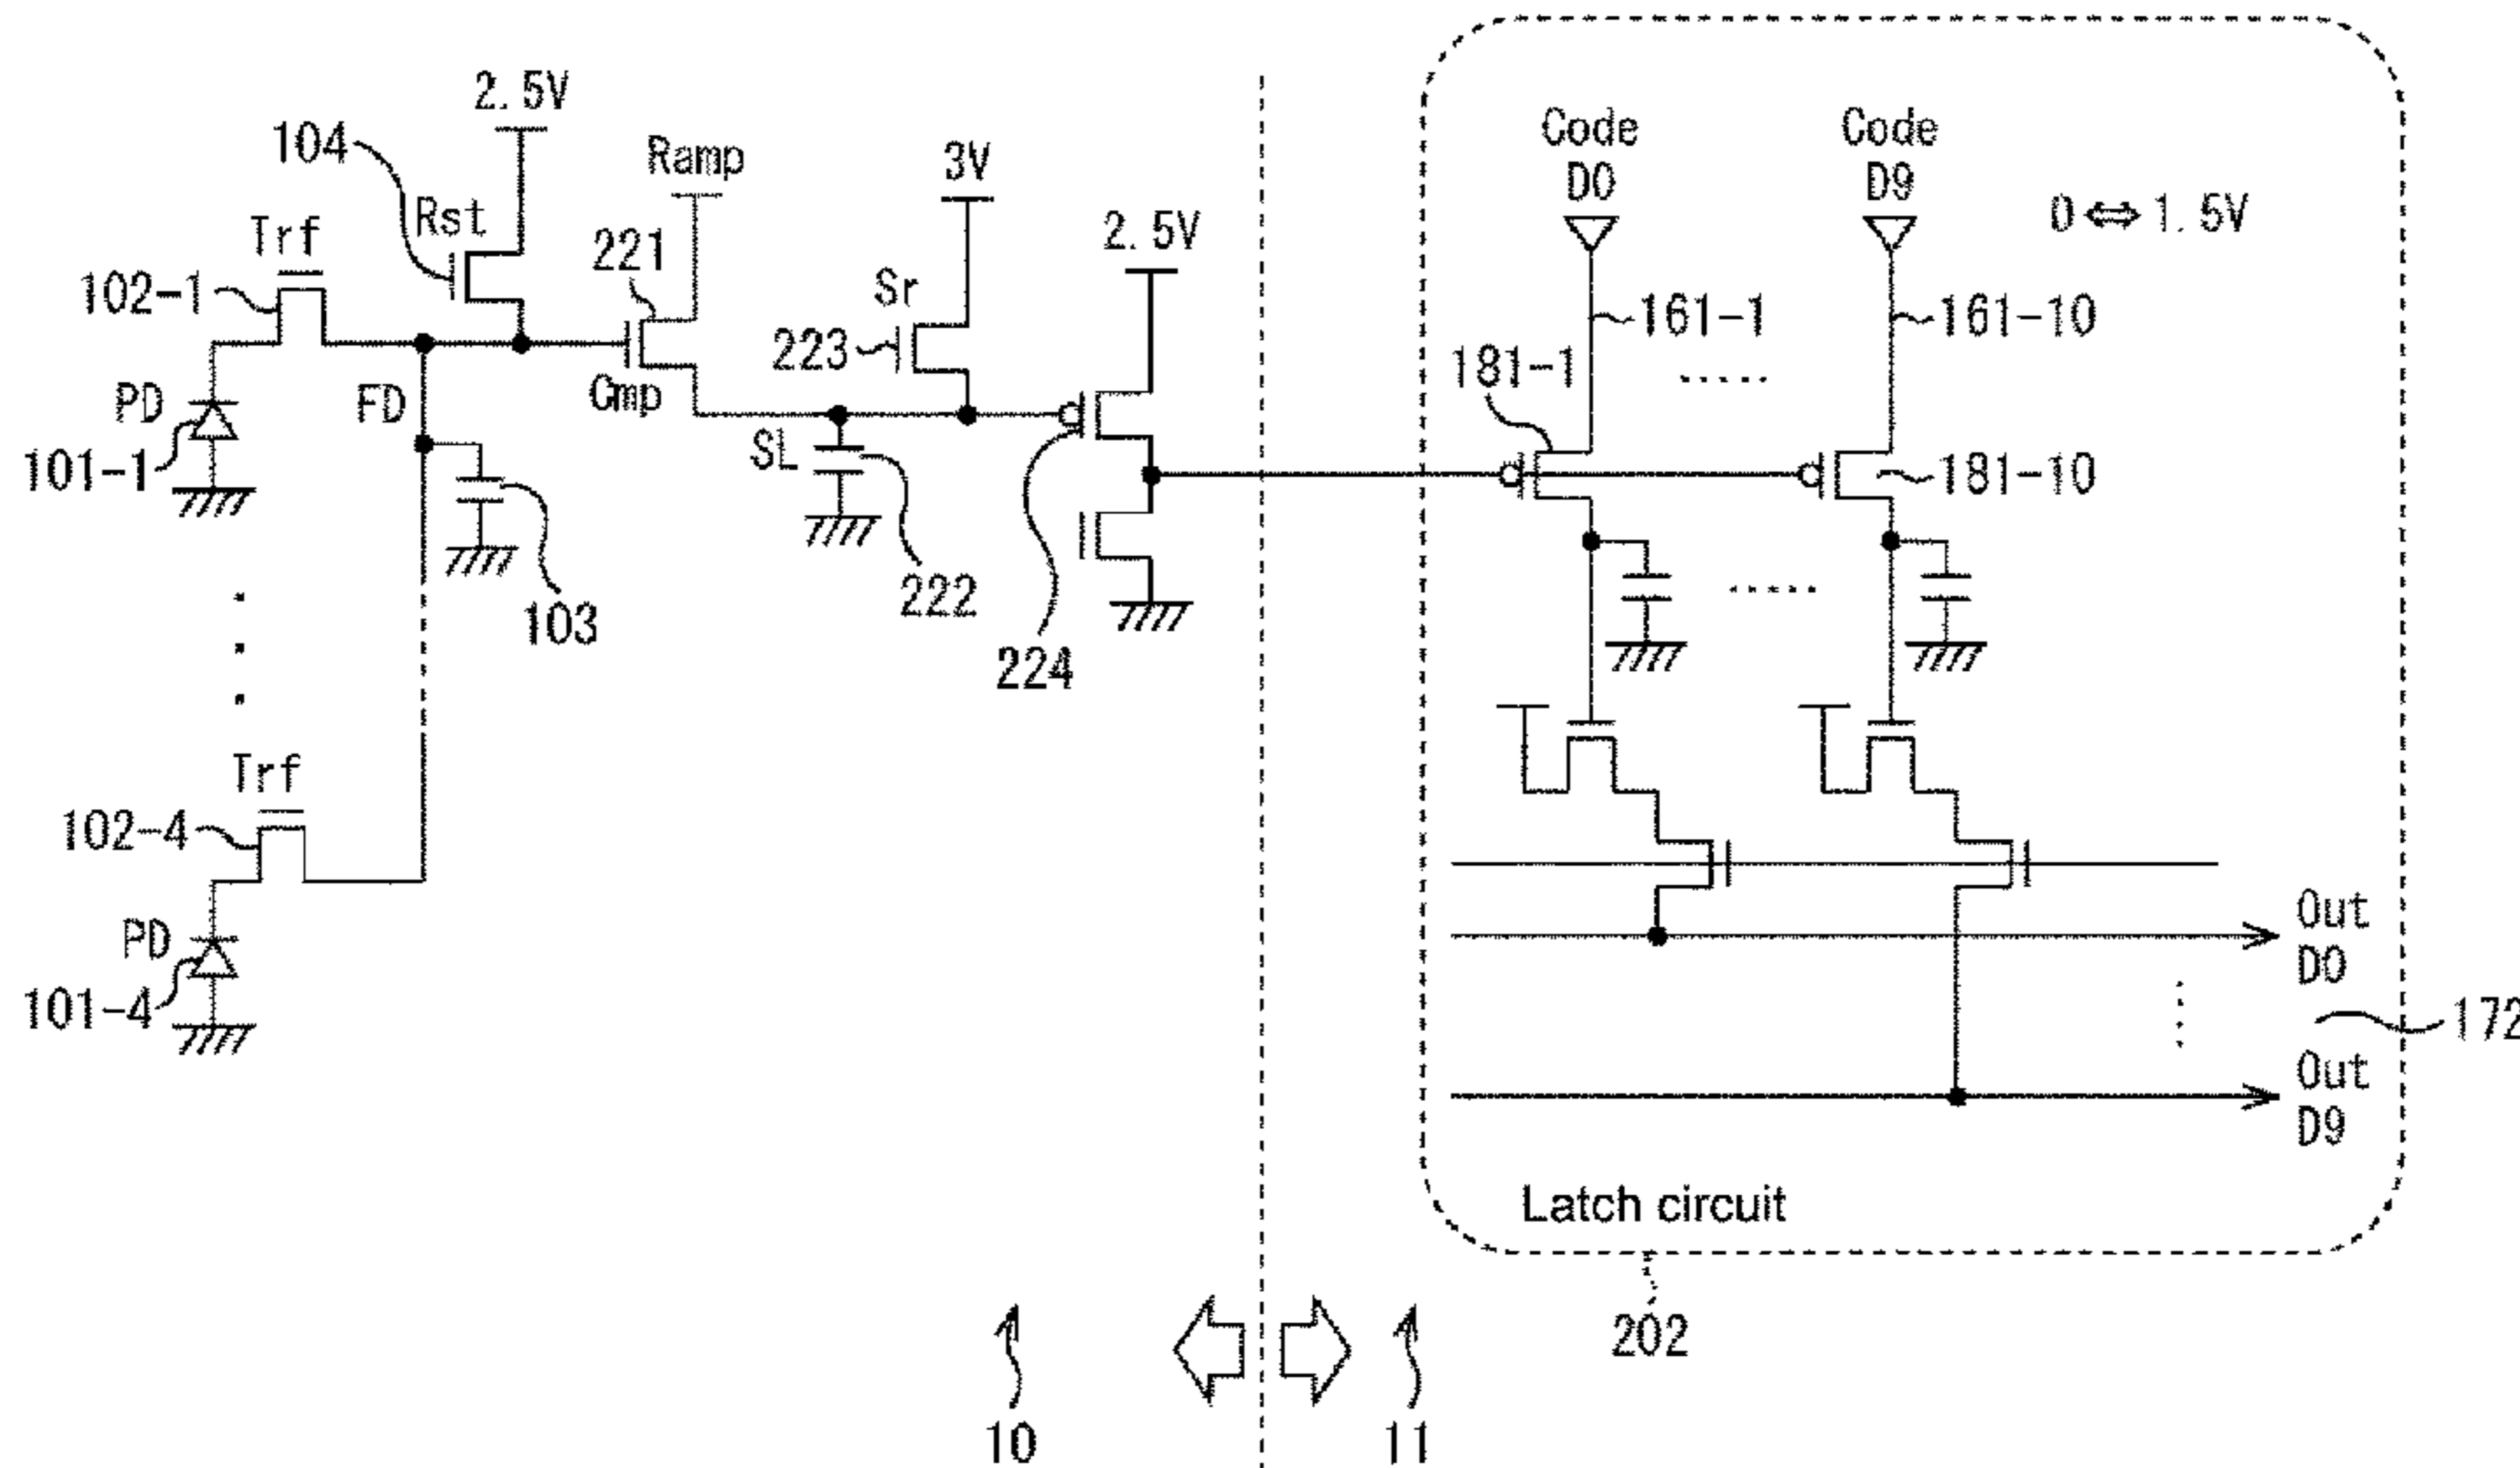 2.5V
104
Rst
Ramp
3V
2.5V
Trf
102-1
221
Sr
223
Cmp
PD
101-1
FD
SL
103
222
224
Trf
102-4
PD
101-4
Code
D0
Code
D9
0⇔1.5V
161-1
161-10
181-1
181-10
Out
D0
172
Out
D9
Latch circuit
202
10
11